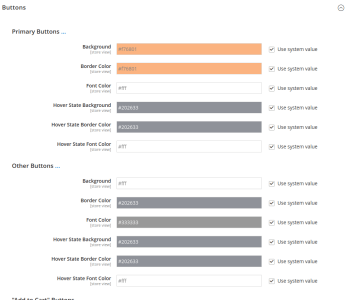 Buttons
Primary Buttons ...
Background #ff6601 Use system value
[store view]
Border Color #ff6601 Use system value
[store view]
Font Color #fff Use system value
[store view]
Hover State Background #202633 Use system value
[store view]
Hover State Border Color #202633 Use system value
[store view]
Hover State Font Color #fff Use system value
[store view]
Other Buttons ...
Background #fff Use system value
[store view]
Border Color #202633 Use system value
[store view]
Font Color #333333 Use system value
[store view]
Hover State Background #202633 Use system value
[store view]
Hover State Border Color #202633 Use system value
[store view]
Hover State Font Color #fff Use system value
[store view]
"Add to Cart" Buttons